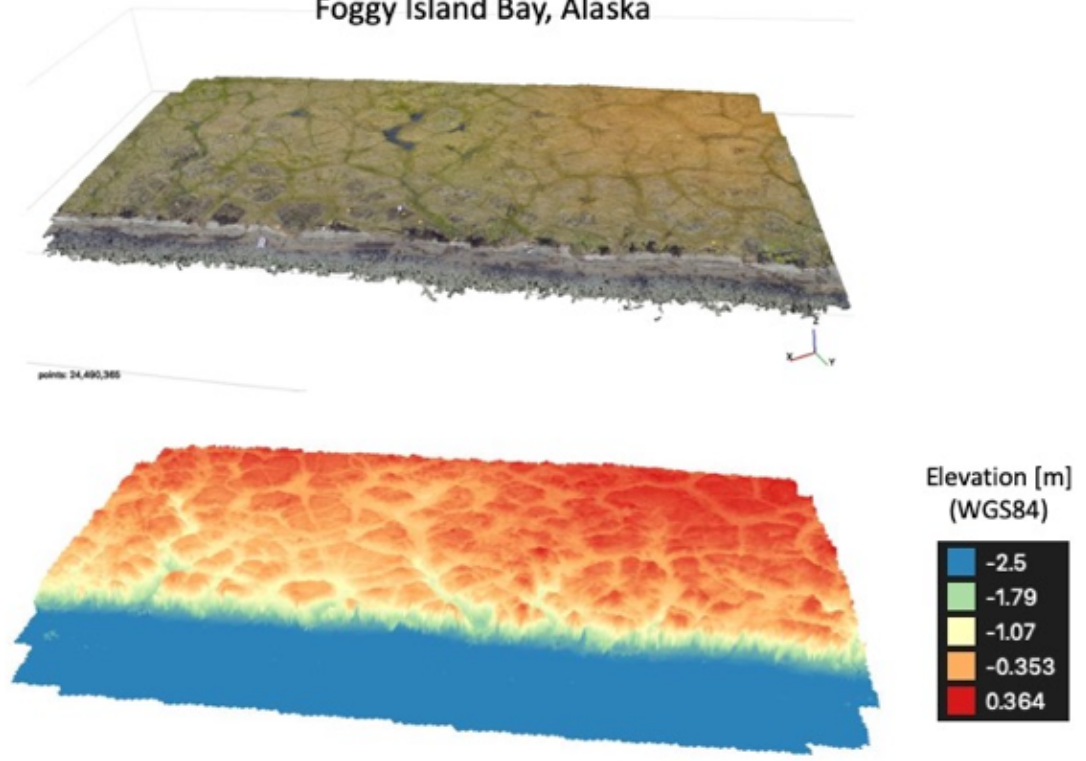 Foggy Island Bay, Alaska
Z
X
Y
points: 24,490,365
Elevation [m]
(WGS84)
-2.5
-1.79
-1.07
-0.353
0.364